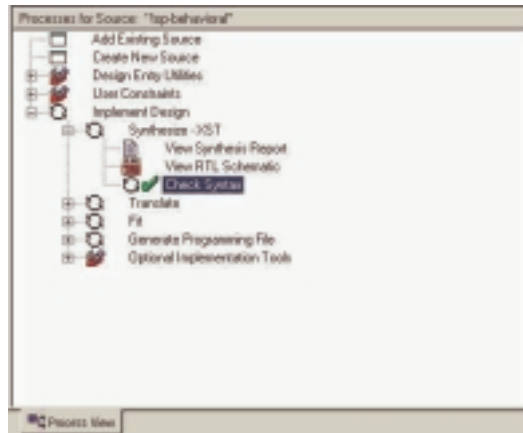 Processes for Source: "top-behavioral"
Add Existing Source
Create New Source
Design Entry Utilities
User Constraints
Implement Design
Synthesize -XST
View Synthesis Report
View RTL Schematic
Check Syntax
Translate
Fit
Generate Programming File
Optional Implementation Tools
Process View